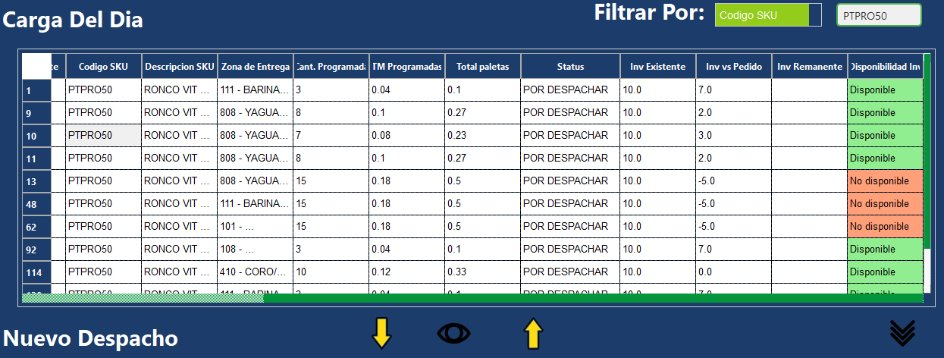 Carga Del Dia
Filtrar Por: Codigo SKU PTPRO50
te Codigo SKU Descripcion SKU Zona de Entrega Cant. Programada TM Programadas Total paletas Status Inv Existente Inv vs Pedido Inv Remanente Disponibilidad Inv
1 PTPRO50 RONCO VIT ... 111 - BARINA... 3 0.04 0.1 POR DESPACHAR 10.0 7.0 Disponible
9 PTPRO50 RONCO VIT ... 808 - YAGUA... 8 0.1 0.27 POR DESPACHAR 10.0 2.0 Disponible
10 PTPRO50 RONCO VIT ... 808 - YAGUA... 7 0.08 0.23 POR DESPACHAR 10.0 3.0 Disponible
11 PTPRO50 RONCO VIT ... 808 - YAGUA... 8 0.1 0.27 POR DESPACHAR 10.0 2.0 Disponible
13 PTPRO50 RONCO VIT ... 808 - YAGUA... 15 0.18 0.5 POR DESPACHAR 10.0 -5.0 No disponible
48 PTPRO50 RONCO VIT ... 111 - BARINA... 15 0.18 0.5 POR DESPACHAR 10.0 -5.0 No disponible
62 PTPRO50 RONCO VIT ... 101 - ... 15 0.18 0.5 POR DESPACHAR 10.0 -5.0 No disponible
92 PTPRO50 RONCO VIT ... 108 - ... 3 0.04 0.1 POR DESPACHAR 10.0 7.0 Disponible
114 PTPRO50 RONCO VIT ... 410 - CORO/... 10 0.12 0.33 POR DESPACHAR 10.0 0.0 Disponible
PTPRO50 RONCO VIT ... 111 - BARINA... 3 0.04 0.1 POR DESPACHAR 10.0 7.0 Disponible
Nuevo Despacho